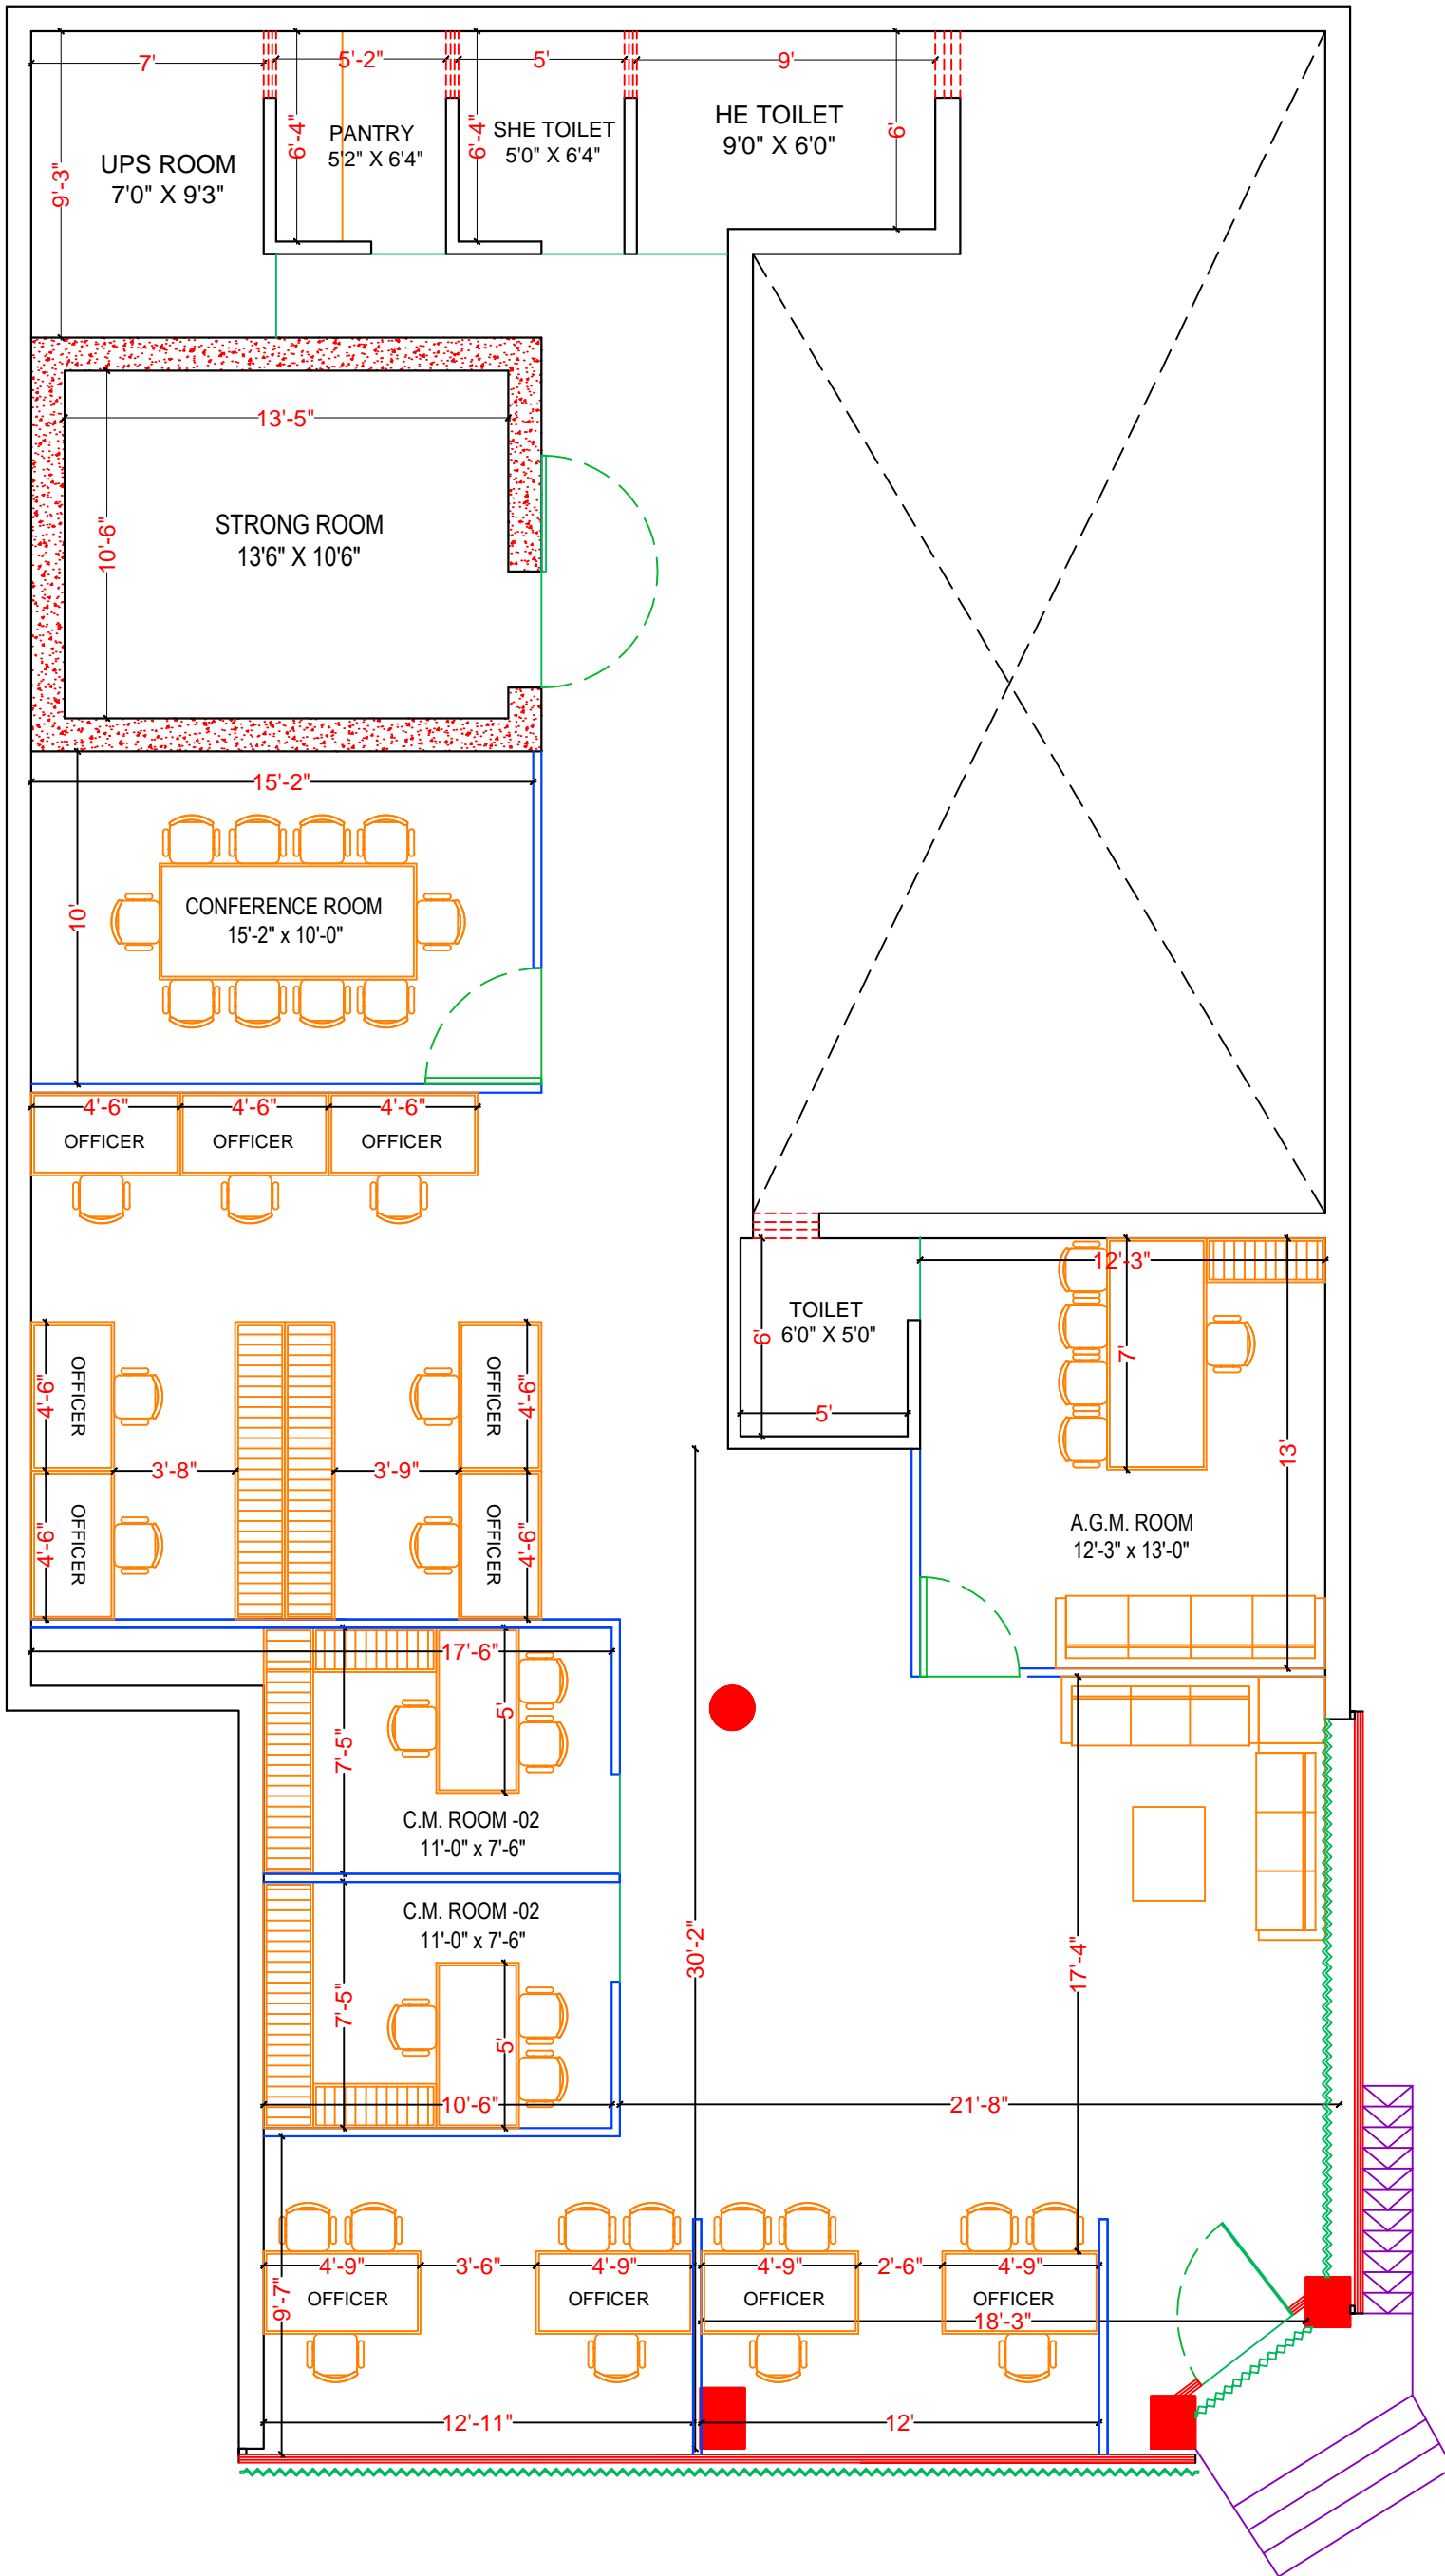 7'
5'-2"
5'
9'
UPS ROOM
7'0" X 9'3"
9'-3"
6'-4"
PANTRY
5'2" X 6'4"
6'-4"
SHE TOILET
5'0" X 6'4"
HE TOILET
9'0" X 6'0"
6'
13'-5"
10'-6"
STRONG ROOM
13'6" X 10'6"
15'-2"
10'
CONFERENCE ROOM
15'-2" x 10'-0"
4'-6"
4'-6"
4'-6"
OFFICER
OFFICER
OFFICER
12'-3"
TOILET
6'0" X 5'0"
6'
5'
7'
13'
A.G.M. ROOM
12'-3" x 13'-0"
4'-6"
OFFICER
OFFICER
4'-6"
3'-8"
3'-9"
4'-6"
OFFICER
OFFICER
4'-6"
17'-6"
5'
7'-5"
C.M. ROOM -02
11'-0" x 7'-6"
C.M. ROOM -02
11'-0" x 7'-6"
7'-5"
5'
30'-2"
17'-4"
10'-6"
21'-8"
4'-9"
3'-6"
4'-9"
4'-9"
2'-6"
4'-9"
OFFICER
OFFICER
OFFICER
OFFICER
9'-7"
18'-3"
12'-11"
12'